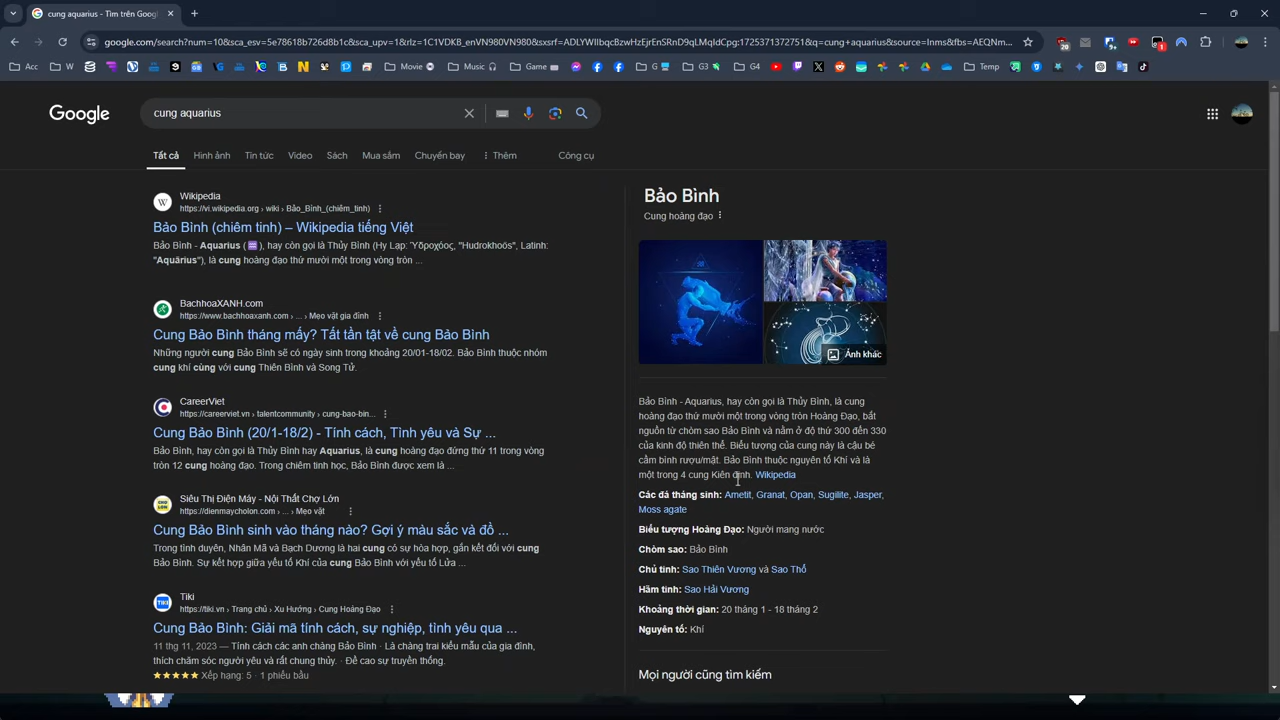 cung aquarius - Tìm trên Googl
google.com/search?num=10&sca_esv=5e78618b726d8b1c&sca_upv=1&rlz=1C1VDKB_enVN980VN980&sxsrf=ADLYWIIbqcBzwHzEjrEnSRnD9qLMqIdCpg:1725371372751&q=cung+aquarius&source=lnms&fbs=AEQNm...
Acc
W
Movie
Music
Game
G
G3
G4
Temp
Google
cung aquarius
Tất cả
Hình ảnh
Tin tức
Video
Sách
Mua sắm
Chuyến bay
Thêm
Công cụ
Wikipedia
https://vi.wikipedia.org › wiki › Bảo_Bình_(chiêm_tinh)
Bảo Bình (chiêm tinh) – Wikipedia tiếng Việt
Bảo Bình - Aquarius (♒), hay còn gọi là Thủy Bình (Hy Lạp: Ὑδροχόος, "Hudrokhoös", Latinh:
"Aquārius"), là cung hoàng đạo thứ mười một trong vòng tròn ...
BachhoaXANH.com
https://www.bachhoaxanh.com › ... › Mẹo vặt gia đình
Cung Bảo Bình tháng mấy? Tất tần tật về cung Bảo Bình
Những người cung Bảo Bình sẽ có ngày sinh trong khoảng 20/01-18/02. Bảo Bình thuộc nhóm
cung khí cùng với cung Thiên Bình và Song Tử.
CareerViet
https://careerviet.vn › talentcommunity › cung-bao-bin...
Cung Bảo Bình (20/1-18/2) - Tính cách, Tình yêu và Sự ...
Bảo Bình, hay còn gọi là Thủy Bình hay Aquarius, là cung hoàng đạo đứng thứ 11 trong vòng
tròn 12 cung hoàng đạo. Trong chiêm tinh học, Bảo Bình được xem là ...
Siêu Thị Điện Máy - Nội Thất Chợ Lớn
https://dienmaycholon.com › ... › Mẹo vặt
Cung Bảo Bình sinh vào tháng nào? Gợi ý màu sắc và đồ ...
Trong tình duyên, Nhân Mã và Bạch Dương là hai cung có sự hòa hợp, gắn kết đối với cung
Bảo Bình. Sự kết hợp giữa yếu tố Khí của cung Bảo Bình với yếu tố Lửa ...
Tiki
https://tiki.vn › Trang chủ › Xu Hướng › Cung Hoàng Đạo
Cung Bảo Bình: Giải mã tính cách, sự nghiệp, tình yêu qua ...
11 thg 11, 2023 — Tính cách các anh chàng Bảo Bình · Là chàng trai kiểu mẫu của gia đình,
thích chăm sóc người yêu và rất chung thủy. · Đề cao sự truyền thống.
Xếp hạng: 5 · 1 phiếu bầu
Bảo Bình
Cung hoàng đạo
Ảnh khác
Bảo Bình - Aquarius, hay còn gọi là Thủy Bình, là cung
hoàng đạo thứ mười một trong vòng tròn Hoàng Đạo, bắt
nguồn từ chòm sao Bảo Bình và nằm ở độ thứ 300 đến 330
của kinh độ thiên thể. Biểu tượng của cung này là cậu bé
cầm bình rượu/mật. Bảo Bình thuộc nguyên tố Khí và là
một trong 4 cung Kiên định. Wikipedia
Các đá tháng sinh: Ametit, Granat, Opan, Sugilite, Jasper,
Moss agate
Biểu tượng Hoàng Đạo: Người mang nước
Chòm sao: Bảo Bình
Chủ tinh: Sao Thiên Vương và Sao Thổ
Hãm tinh: Sao Hải Vương
Khoảng thời gian: 20 tháng 1 - 18 tháng 2
Nguyên tố: Khí
Mọi người cũng tìm kiếm